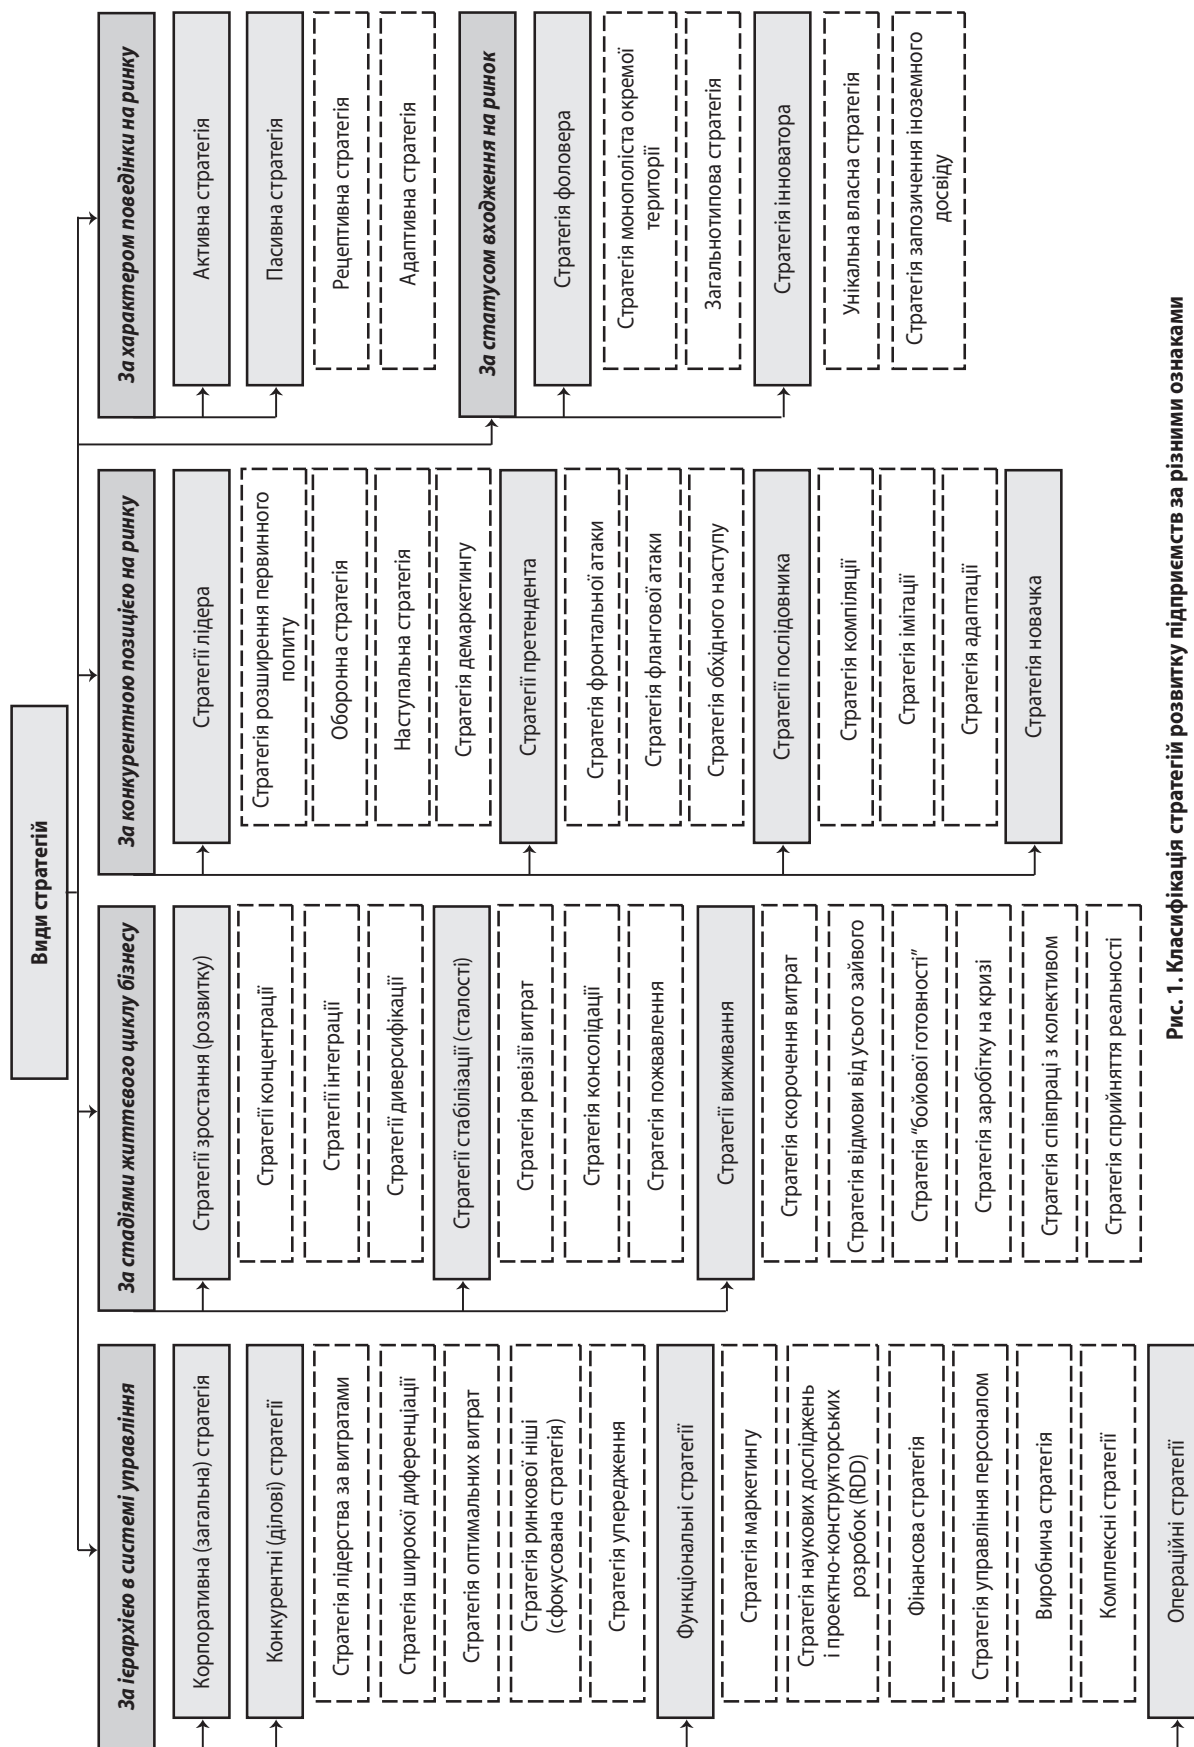 Види стратегій
За ієрархією в системі управління
Корпоративна (загальна) стратегія
Конкурентні (ділові) стратегії
Стратегія лідерства за витратами
Стратегія широкої диференціації
Стратегія оптимальних витрат
Стратегія ринкової ніші
(сфокусована стратегія)
Стратегія упередження
Функціональні стратегії
Стратегія маркетингу
Стратегія наукових досліджень
і проектно-конструкторських
розробок (RDD)
Фінансова стратегія
Стратегія управління персоналом
Виробнича стратегія
Комплексні стратегії
Операційні стратегії
За стадіями життєвого циклу бізнесу
Стратегії зростання (розвитку)
Стратегії концентрації
Стратегії інтеграції
Стратегії диверсифікації
Стратегії стабілізації (сталості)
Стратегія ревізії витрат
Стратегія консолідації
Стратегія пожвавлення
Стратегії виживання
Стратегія скорочення витрат
Стратегія відмови від усього зайвого
Стратегія “бойової готовності”
Стратегія заробітку на кризі
Стратегія співпраці з колективом
Стратегія сприйняття реальності
За конкурентною позицією на ринку
Стратегії лідера
Стратегія розширення первинного
попиту
Оборонна стратегія
Наступальна стратегія
Стратегія демаркетингу
Стратегії претендента
Стратегія фронтальної атаки
Стратегія флангової атаки
Стратегія обхідного наступу
Стратегії послідовника
Стратегія компіляції
Стратегія імітації
Стратегія адаптації
Стратегія новачка
За характером поведінки на ринку
Активна стратегія
Пасивна стратегія
Рецептивна стратегія
Адаптивна стратегія
За статусом входження на ринок
Стратегія фоловера
Стратегія монополіста окремої
території
Загальнотипова стратегія
Стратегія інноватора
Унікальна власна стратегія
Стратегія запозичення іноземного
досвіду
Рис. 1. Класифікація стратегій розвитку підприємств за різними ознаками